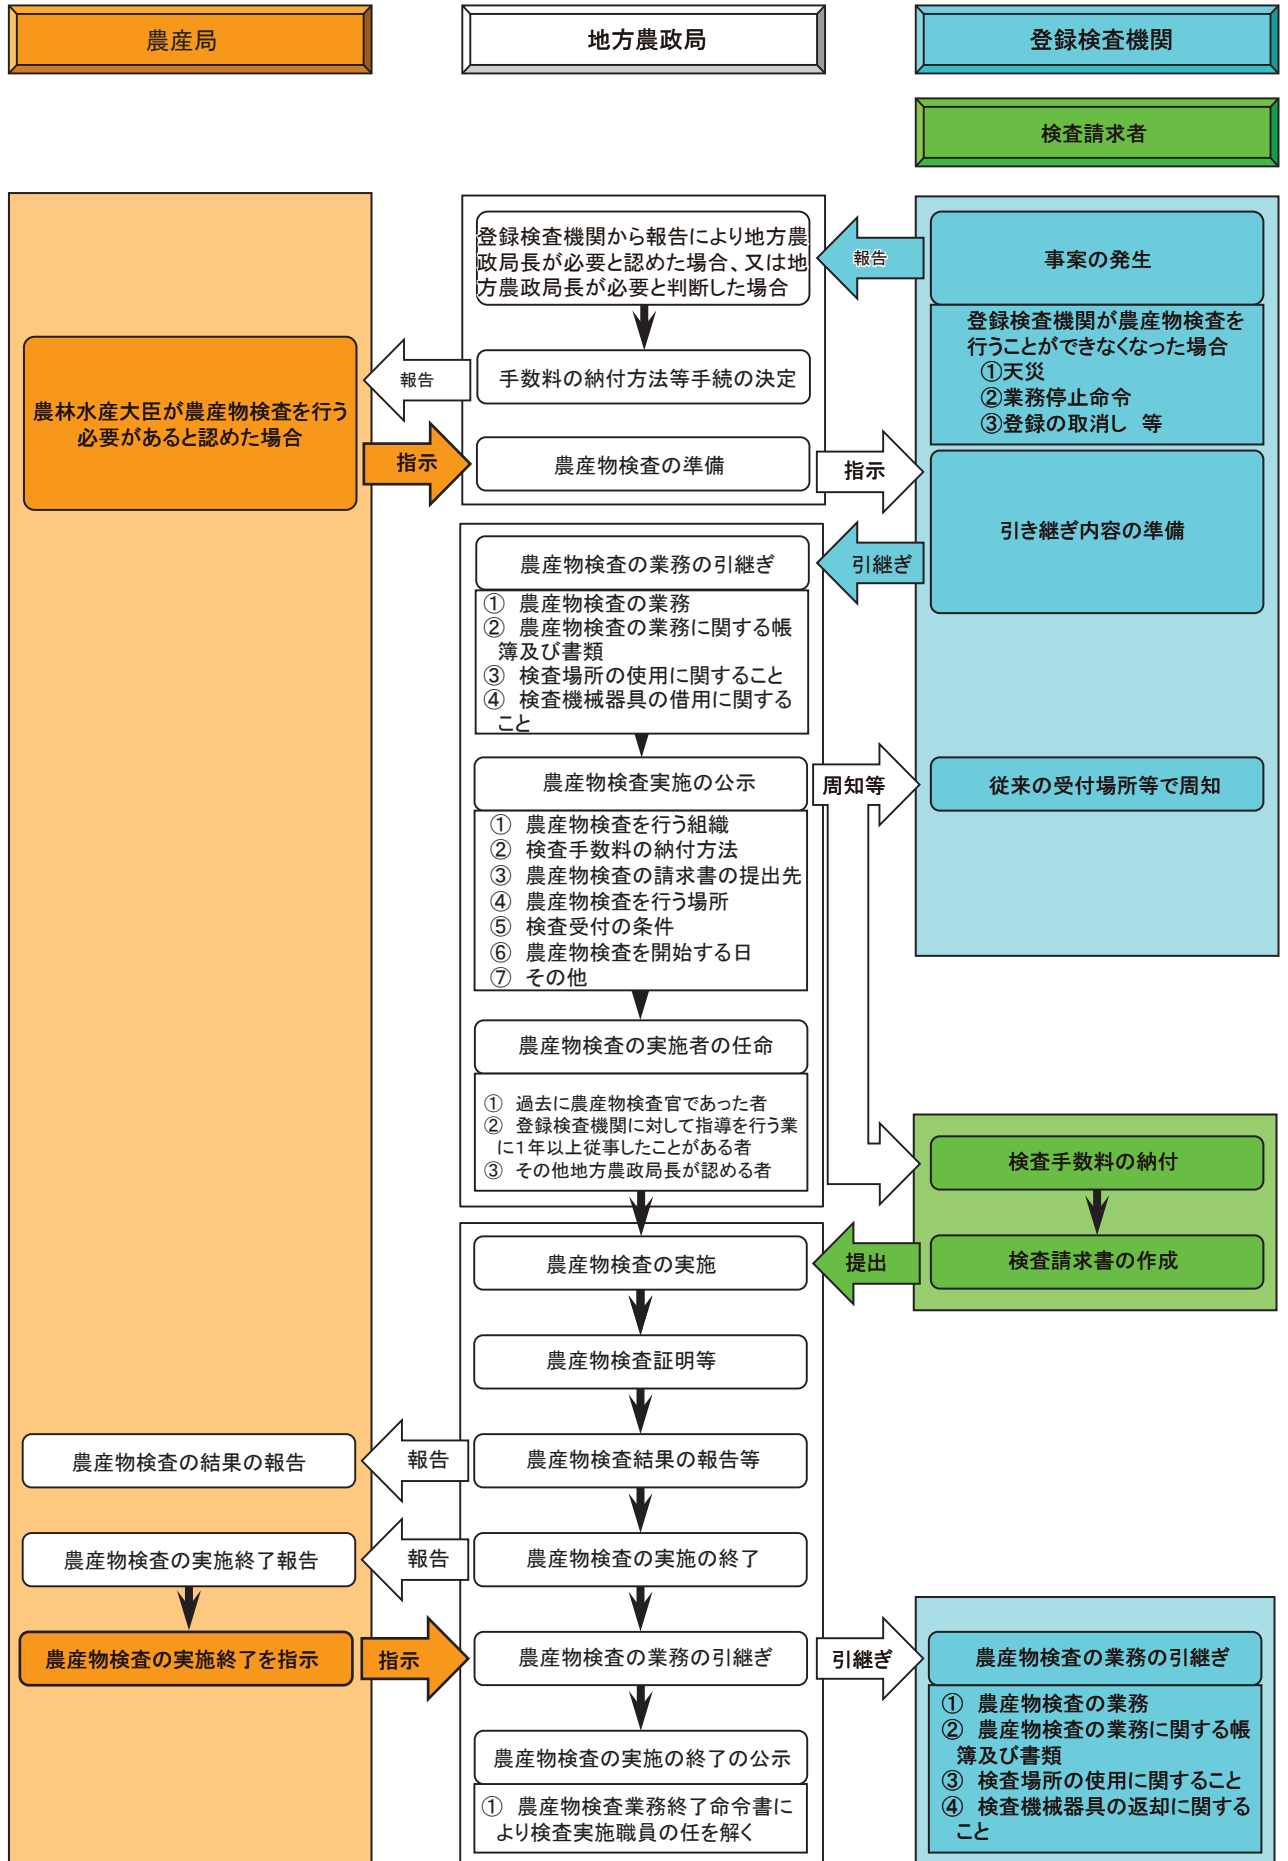 農産局
地方農政局
登録検査機関
検査請求者
登録検査機関から報告により地方農
政局長が必要と認めた場合、又は地
方農政局長が必要と判断した場合
報告
事案の発生
登録検査機関が農産物検査を
行うことができなくなった場合
①天災
②業務停止命令
③登録の取消し 等
農林水産大臣が農産物検査を行う
必要があると認めた場合
報告
手数料の納付方法等手続の決定
指示
農産物検査の準備
指示
引き継ぎ内容の準備
農産物検査の業務の引継ぎ
引継ぎ
① 農産物検査の業務
② 農産物検査の業務に関する帳
簿及び書類
③ 検査場所の使用に関すること
④ 検査機械器具の借用に関する
こと
農産物検査実施の公示
周知等
従来の受付場所等で周知
① 農産物検査を行う組織
② 検査手数料の納付方法
③ 農産物検査の請求書の提出先
④ 農産物検査を行う場所
⑤ 検査受付の条件
⑥ 農産物検査を開始する日
⑦ その他
農産物検査の実施者の任命
① 過去に農産物検査官であった者
② 登録検査機関に対して指導を行う業
に1年以上従事したことがある者
③ その他地方農政局長が認める者
検査手数料の納付
農産物検査の実施
提出
検査請求書の作成
農産物検査証明等
農産物検査の結果の報告
報告
農産物検査結果の報告等
農産物検査の実施終了報告
報告
農産物検査の実施の終了
農産物検査の実施終了を指示
指示
農産物検査の業務の引継ぎ
引継ぎ
農産物検査の業務の引継ぎ
① 農産物検査の業務
② 農産物検査の業務に関する帳
簿及び書類
③ 検査場所の使用に関すること
④ 検査機械器具の返却に関する
こと
農産物検査の実施の終了の公示
① 農産物検査業務終了命令書に
より検査実施職員の任を解く